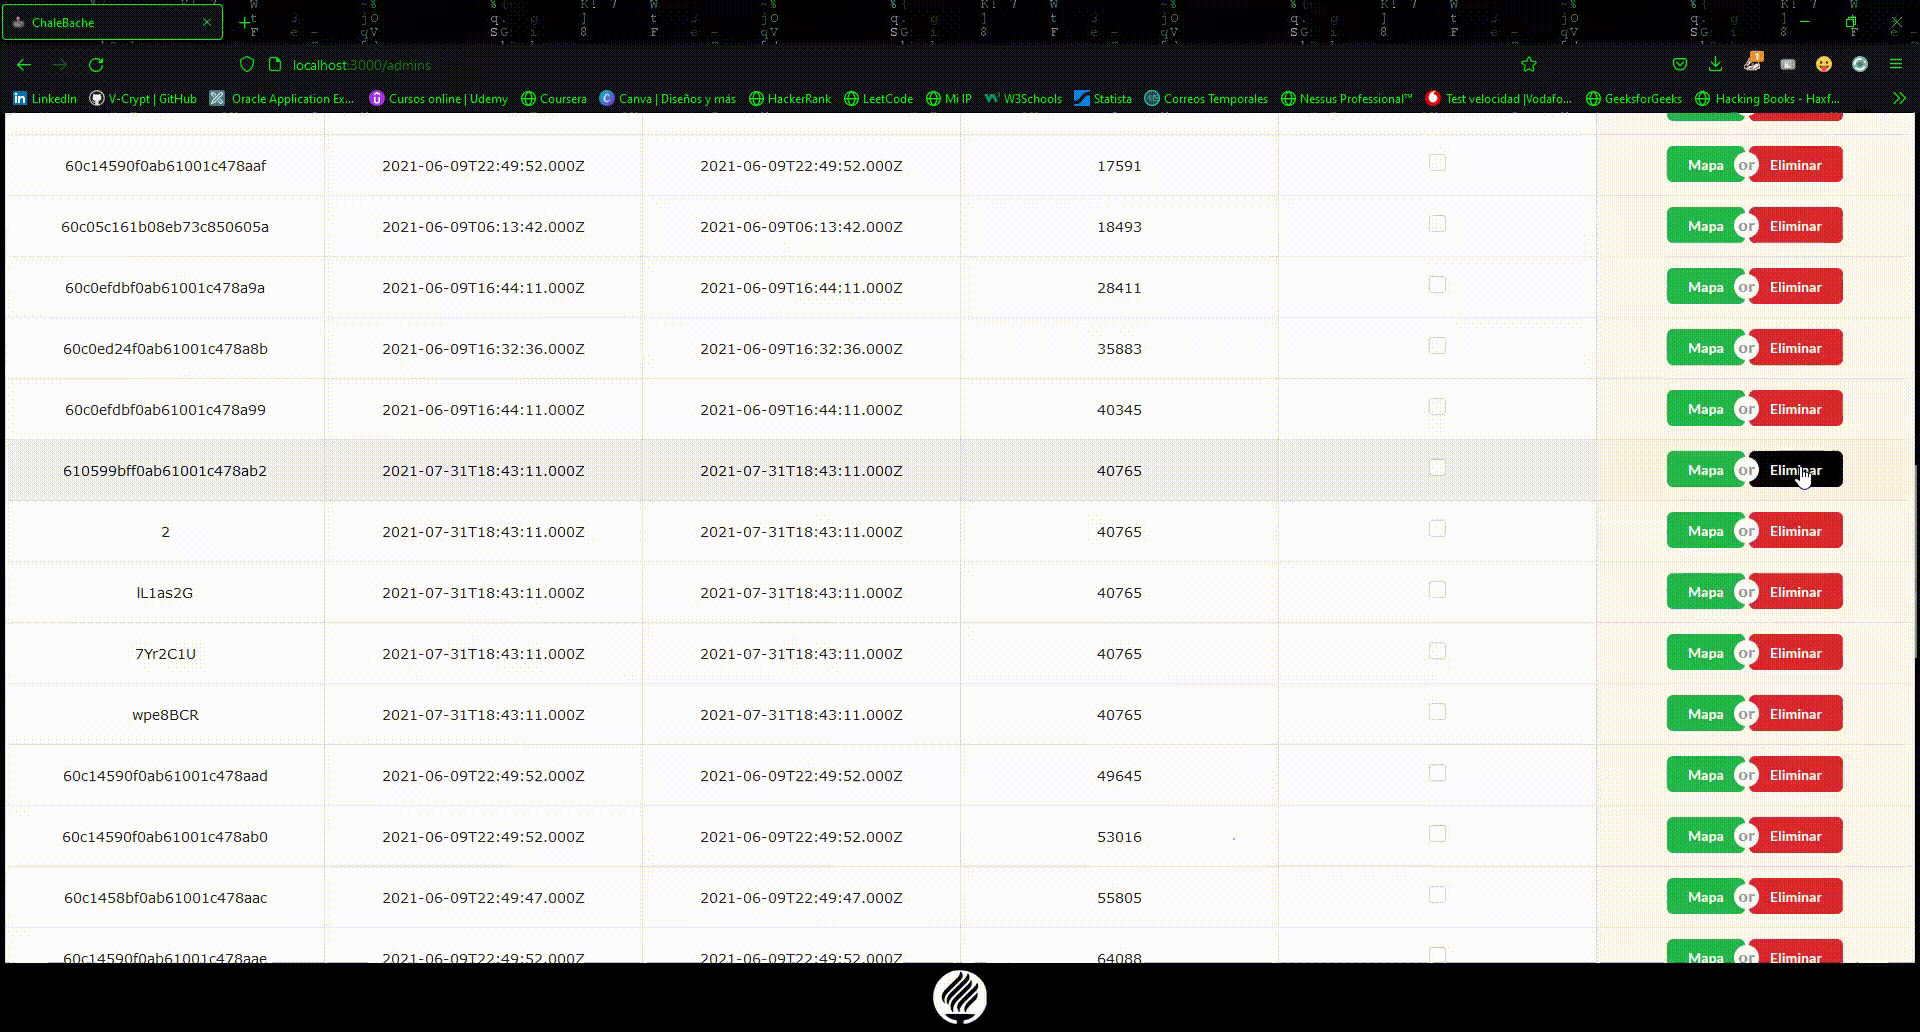 ChaleBache
localhost:3000/admins
LinkedIn V-Crypt | GitHub Oracle Application Ex... Cursos online | Udemy Coursera Canva | Diseños y más HackerRank LeetCode Mi IP W3Schools Statista Correos Temporales Nessus Professional™ Test velocidad |Vodafo... GeeksforGeeks Hacking Books - Haxf...
60c14590f0ab61001c478aaf 2021-06-09T22:49:52.000Z 2021-06-09T22:49:52.000Z 17591 Mapa or Eliminar
60c05c161b08eb73c850605a 2021-06-09T06:13:42.000Z 2021-06-09T06:13:42.000Z 18493 Mapa or Eliminar
60c0efdbf0ab61001c478a9a 2021-06-09T16:44:11.000Z 2021-06-09T16:44:11.000Z 28411 Mapa or Eliminar
60c0ed24f0ab61001c478a8b 2021-06-09T16:32:36.000Z 2021-06-09T16:32:36.000Z 35883 Mapa or Eliminar
60c0efdbf0ab61001c478a99 2021-06-09T16:44:11.000Z 2021-06-09T16:44:11.000Z 40345 Mapa or Eliminar
610599bff0ab61001c478ab2 2021-07-31T18:43:11.000Z 2021-07-31T18:43:11.000Z 40765 Mapa or Eliminar
2 2021-07-31T18:43:11.000Z 2021-07-31T18:43:11.000Z 40765 Mapa or Eliminar
lL1as2G 2021-07-31T18:43:11.000Z 2021-07-31T18:43:11.000Z 40765 Mapa or Eliminar
7Yr2C1U 2021-07-31T18:43:11.000Z 2021-07-31T18:43:11.000Z 40765 Mapa or Eliminar
wpe8BCR 2021-07-31T18:43:11.000Z 2021-07-31T18:43:11.000Z 40765 Mapa or Eliminar
60c14590f0ab61001c478aad 2021-06-09T22:49:52.000Z 2021-06-09T22:49:52.000Z 49645 Mapa or Eliminar
60c14590f0ab61001c478ab0 2021-06-09T22:49:52.000Z 2021-06-09T22:49:52.000Z 53016 Mapa or Eliminar
60c1458bf0ab61001c478aac 2021-06-09T22:49:47.000Z 2021-06-09T22:49:47.000Z 55805 Mapa or Eliminar
60c14590f0ab61001c478aae 2021-06-09T22:49:52.000Z 2021-06-09T22:49:52.000Z 64088 Mapa or Eliminar